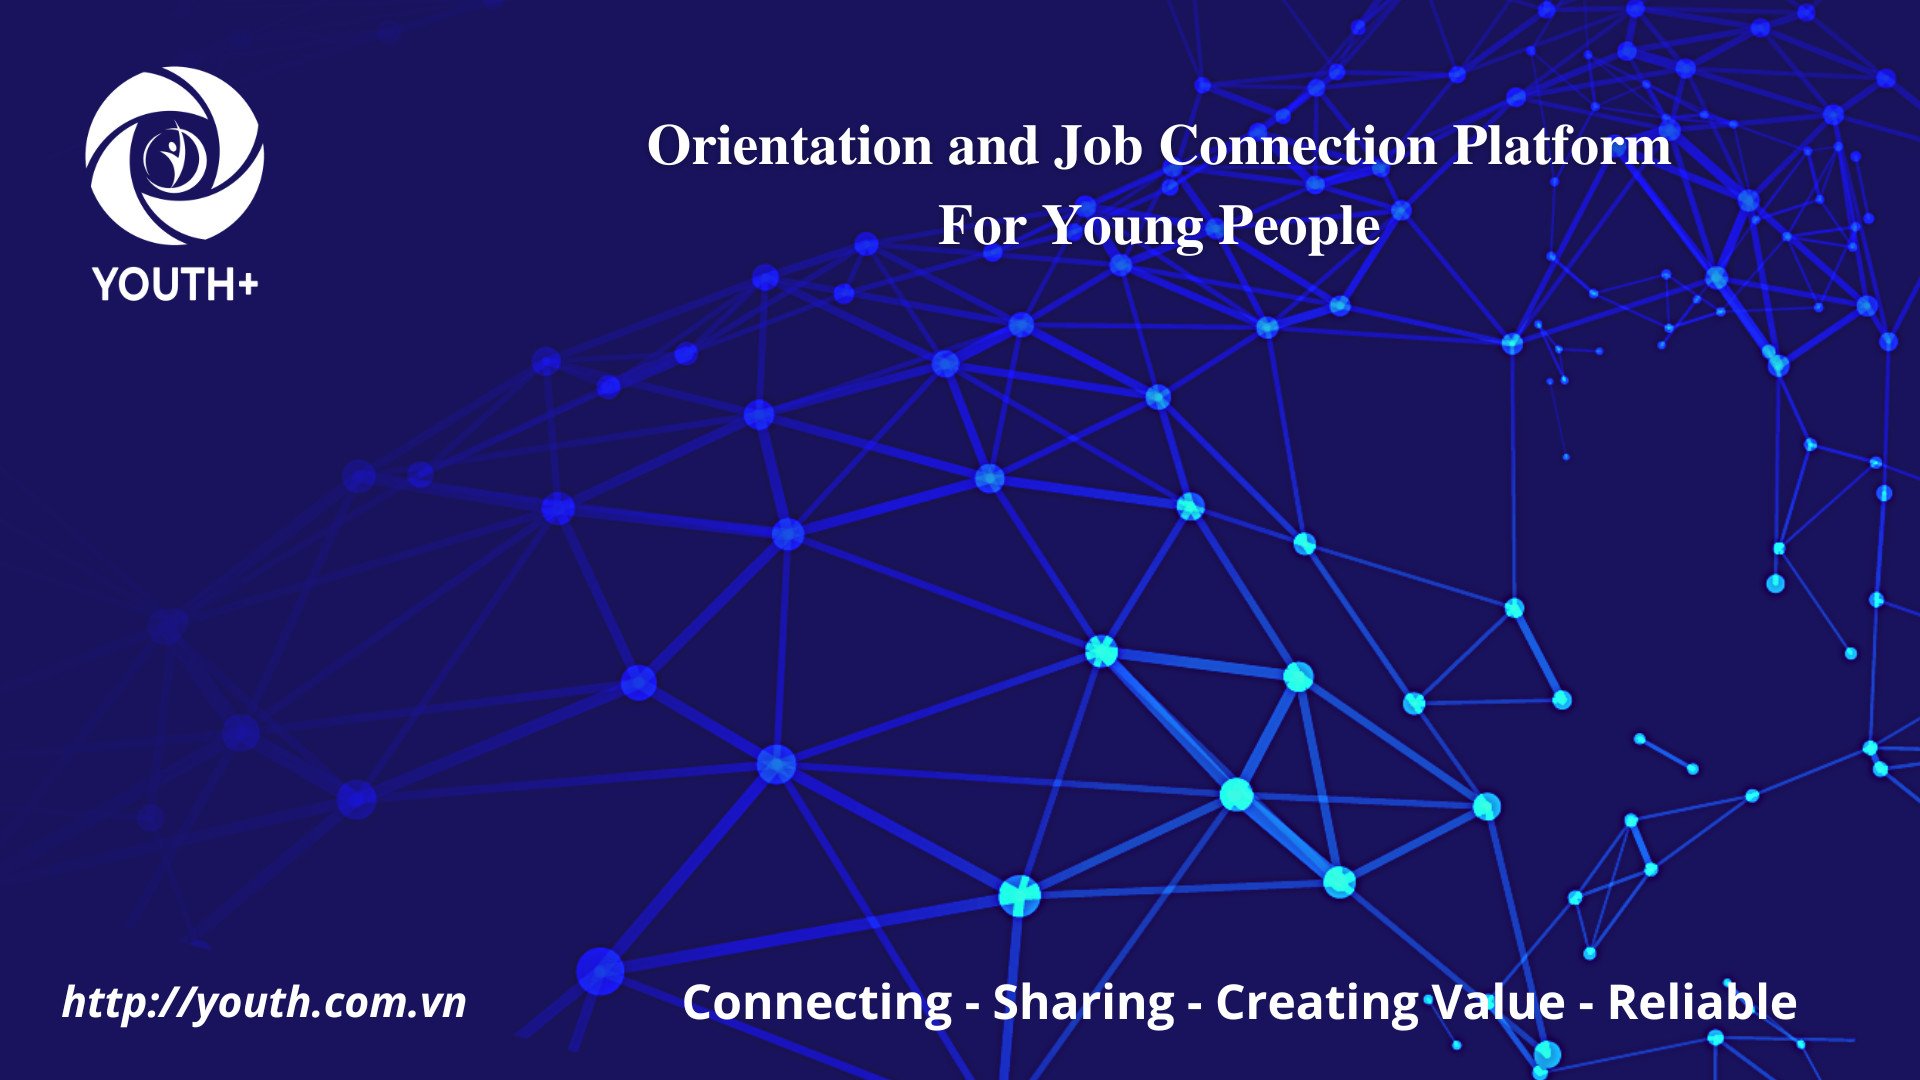 YOUTH+
Orientation and Job Connection Platform
For Young People
http://youth.com.vn
Connecting - Sharing - Creating Value - Reliable